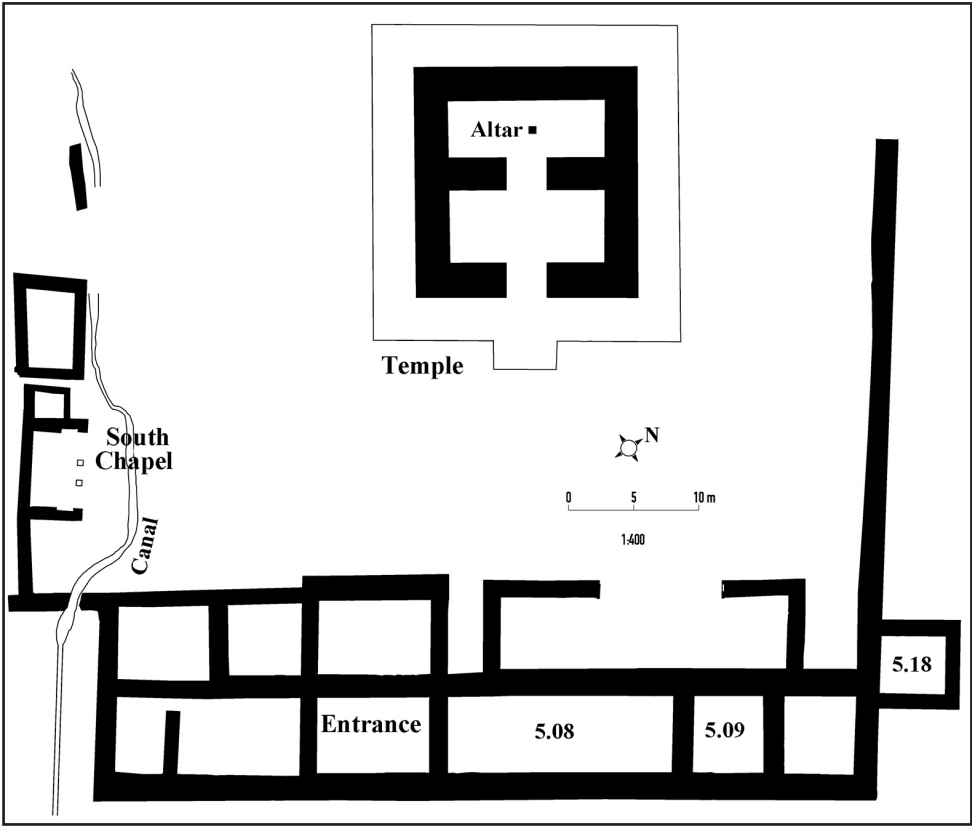 Altar
Temple
South
Chapel
N
0 5 10 m
1:400
Canal
5.18
Entrance
5.08
5.09